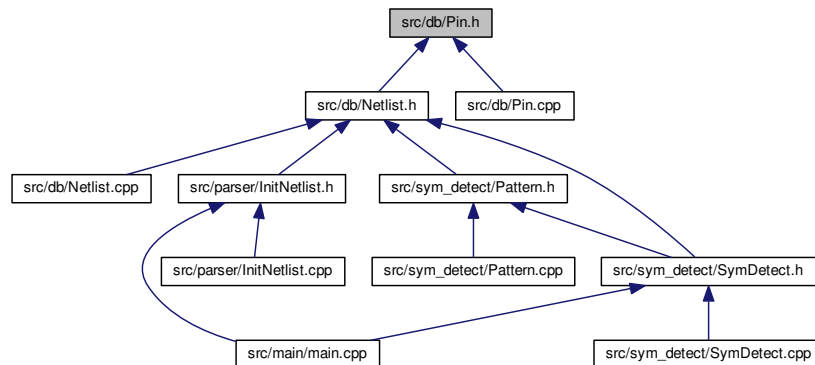 src/db/Pin.h
src/db/Netlist.h
src/db/Pin.cpp
src/db/Netlist.cpp
src/parser/InitNetlist.h
src/sym_detect/Pattern.h
src/parser/InitNetlist.cpp
src/sym_detect/Pattern.cpp
src/sym_detect/SymDetect.h
src/main/main.cpp
src/sym_detect/SymDetect.cpp